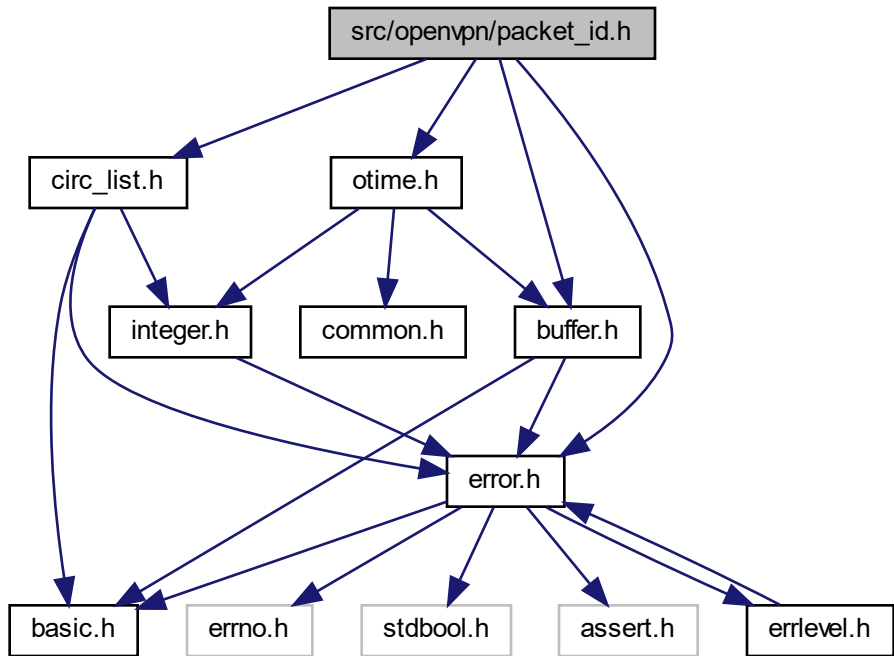 src/openvpn/packet_id.h
circ_list.h
otime.h
integer.h
common.h
buffer.h
error.h
basic.h
errno.h
stdbool.h
assert.h
errlevel.h